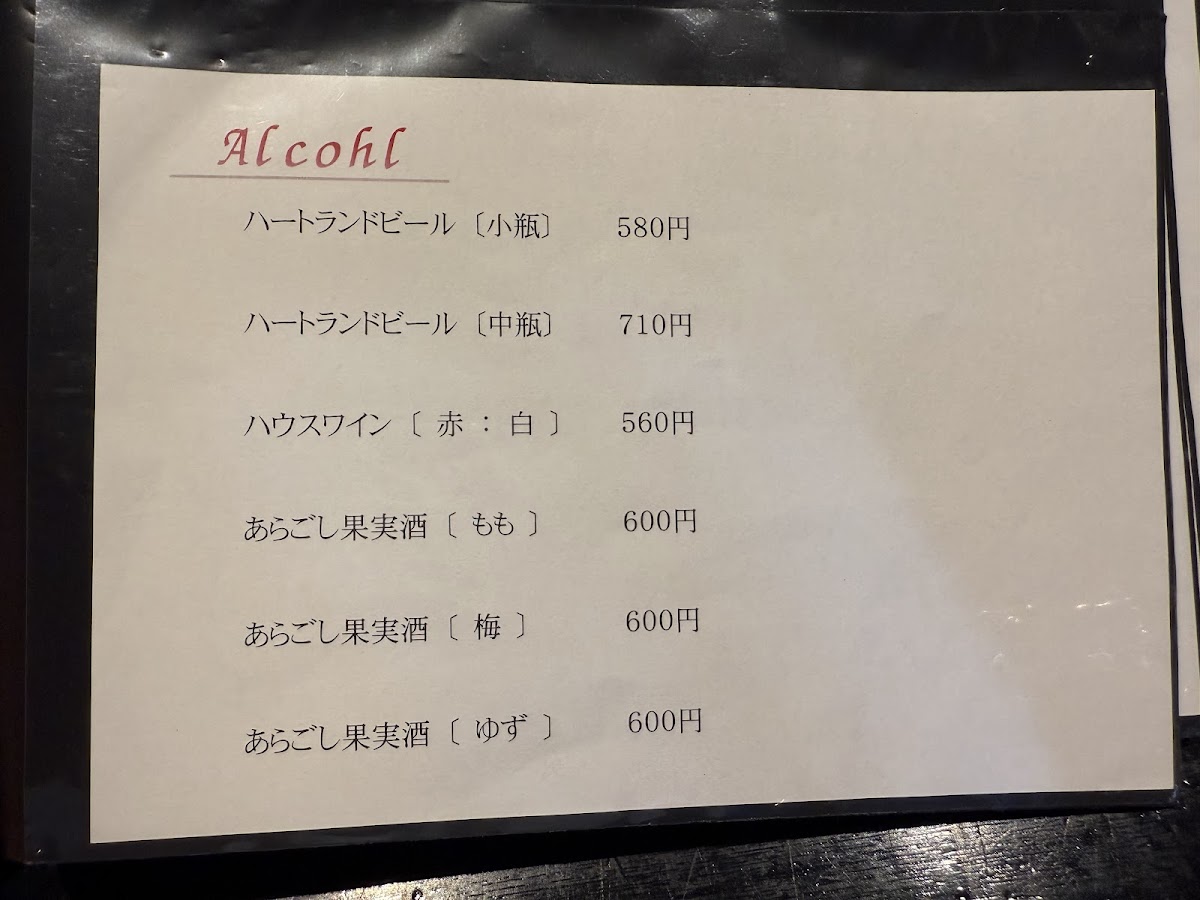 Alcohl
ハートランドビール〔小瓶〕 580円
ハートランドビール〔中瓶〕 710円
ハウスワイン〔 赤 : 白 〕 560円
あらごし果実酒〔 もも 〕 600円
あらごし果実酒〔 梅 〕 600円
あらごし果実酒〔 ゆず 〕 600円